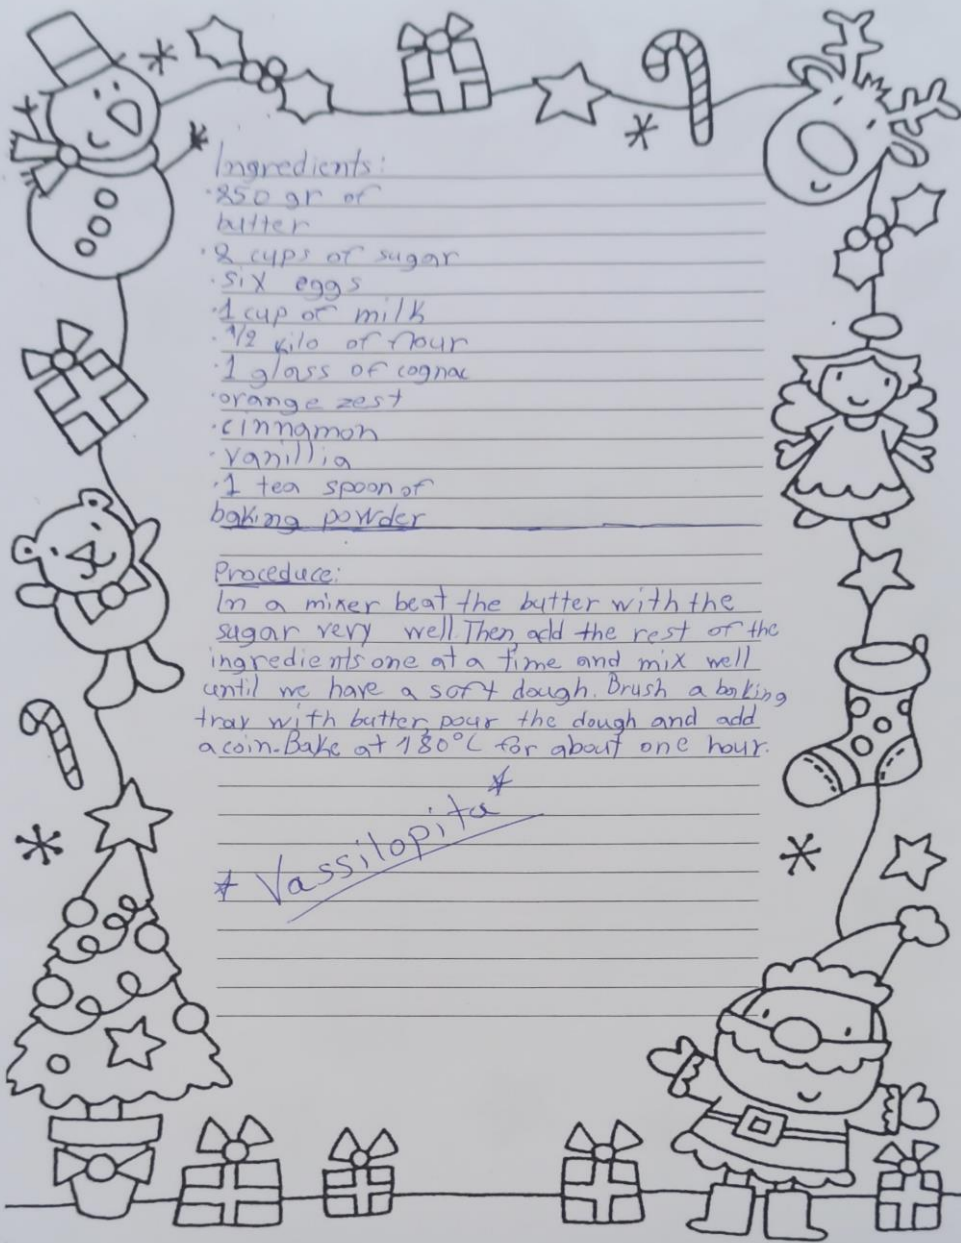 Ingredients:
·250 gr of
butter
·2 cups of sugar
·six eggs
·1 cup of milk
·1/2 kilo of flour
·1 glass of cognac
·orange zest
·cinnamon
·vanillia
·1 tea spoon of
baking powder
Proceduce:
In a mixer beat the butter with the
sugar very well. Then add the rest of the
ingredients one at a time and mix well
until we have a soft dough. Brush a baking
tray with butter, pour the dough and add
a coin. Bake at 180°C for about one hour.
* Vassilopita *